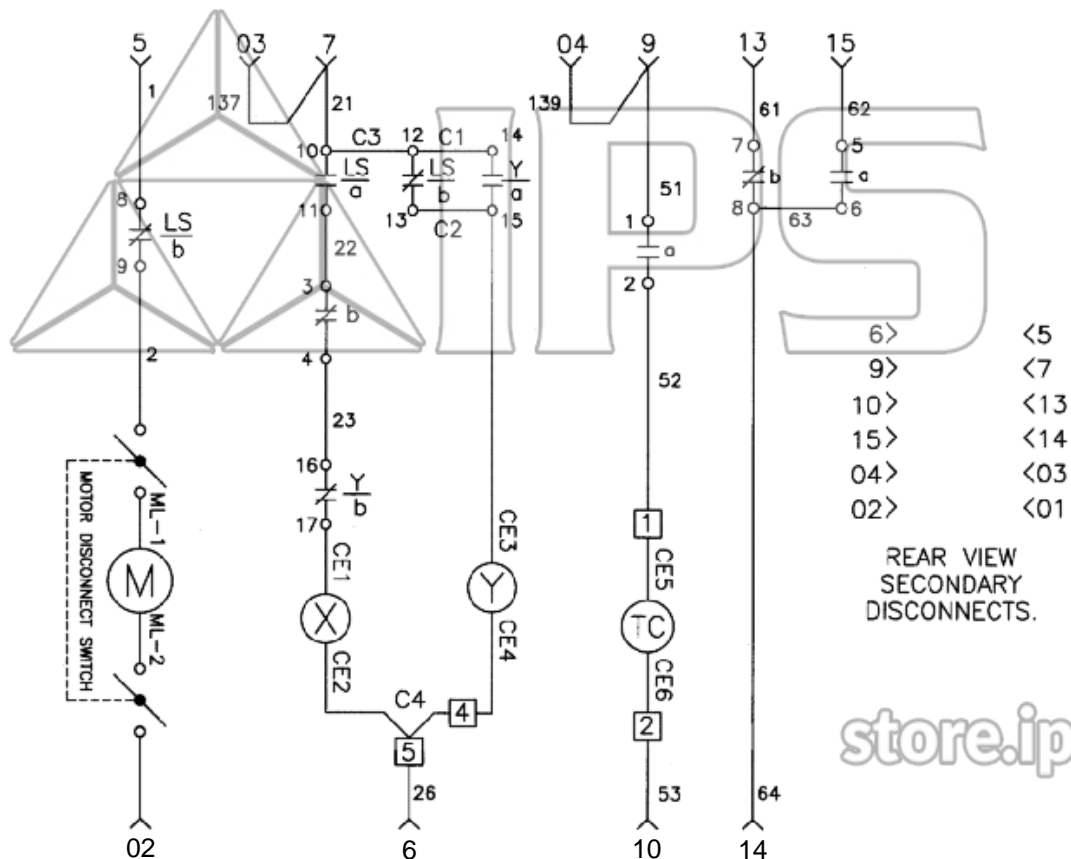 5 03 7 04 9 13 15
1 137 21 139 61 62
C3 12 C1 14
10 7 5
LS/a LS/b Y/a b a
8 11 13 C2 15 51 8 63 6
LS/b 22 1
9 3 a
b 2
2 4 52
6> <5
9> <7
10> <13
15> <14
04> <03
02> <01
23
16
Y/b
17
MOTOR DISCONNECT SWITCH
ML-1
M
ML-2
CE1
X
CE2
CE3
Y
CE4
C4
4
5
26
1
CE5
TC
CE6
2
53
64
REAR VIEW
SECONDARY
DISCONNECTS.
02 6 10 14
IPS
store.ip